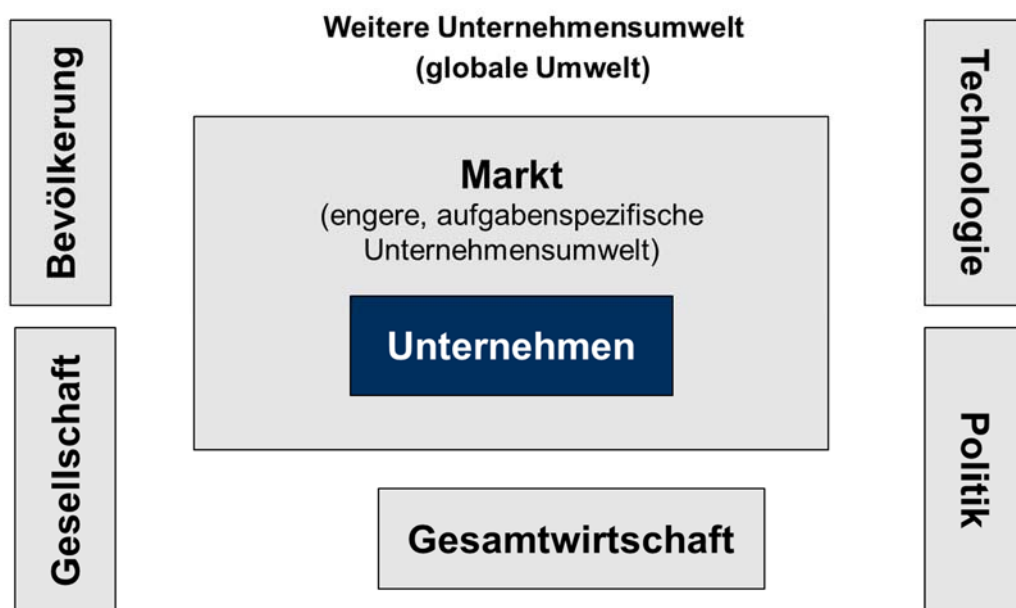 Weitere Unternehmensumwelt
(globale Umwelt)
Bevölkerung
Technologie
Markt
(engere, aufgabenspezifische
Unternehmensumwelt)
Unternehmen
Gesellschaft
Politik
Gesamtwirtschaft